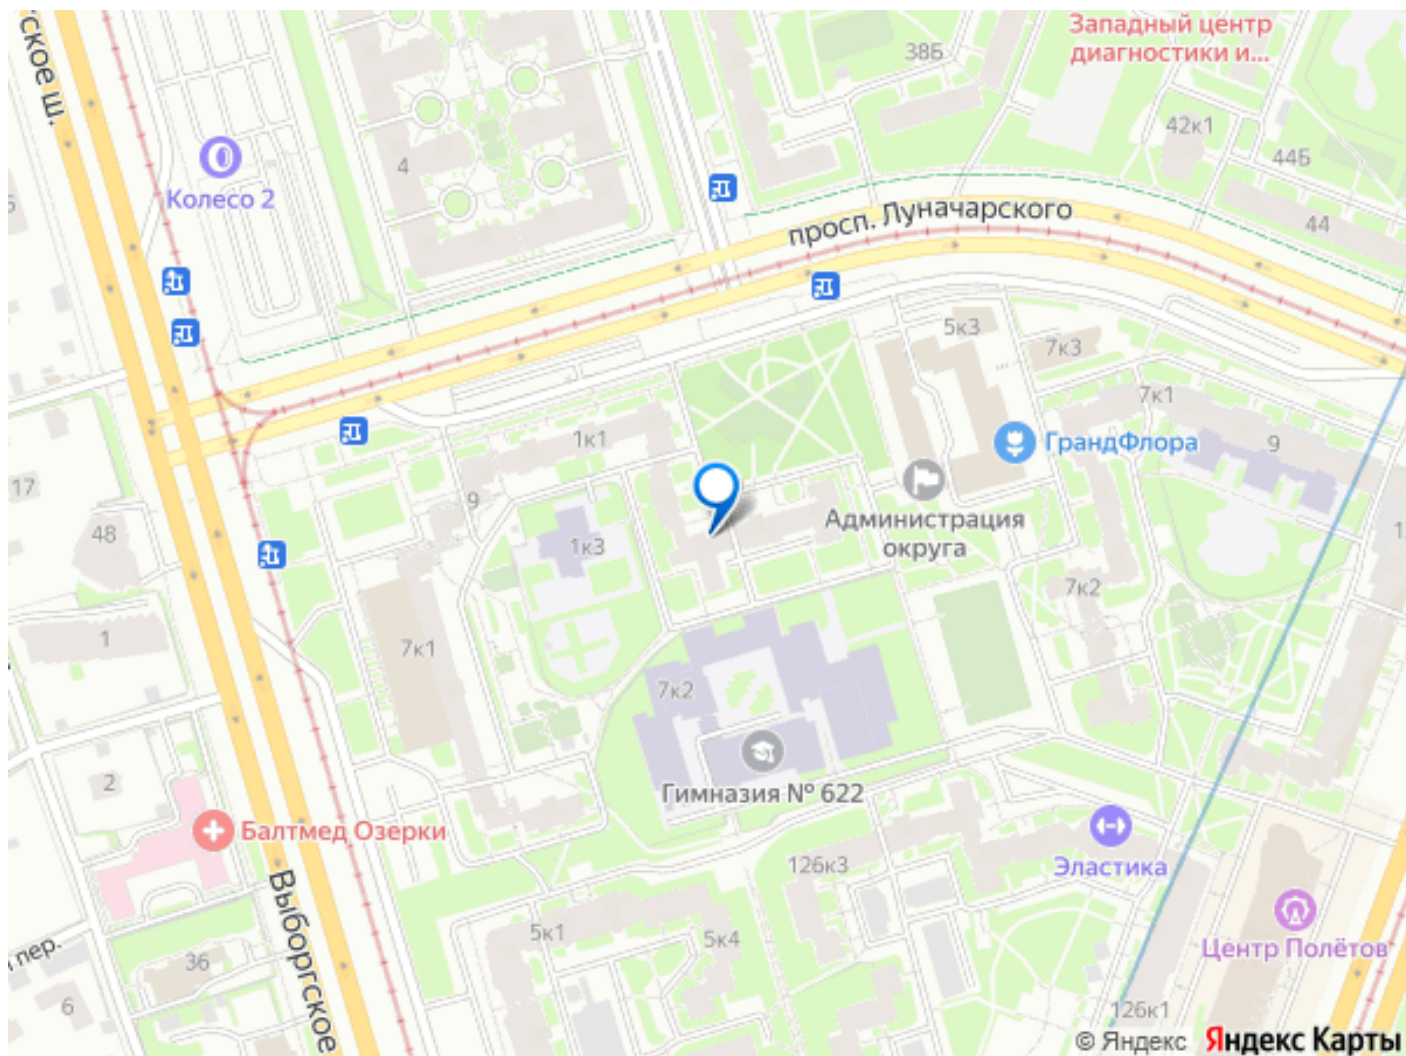 ское ш.
Западный центр
диагностики и...
38Б
42к1
44Б
4
Колесо 2
просп. Луначарского
44
5к3
7к3
7к1
1к1
9
ГрандФлора
17
9
48
1к3
Администрация
округа
7к2
1
7к1
7к2
2
Гимназия № 622
Балтмед Озерки
126к3
Эластика
Выборгское
5к1
5к4
Центр Полётов
пер.
36
6
126к1
© Яндекс Яндекс Карты